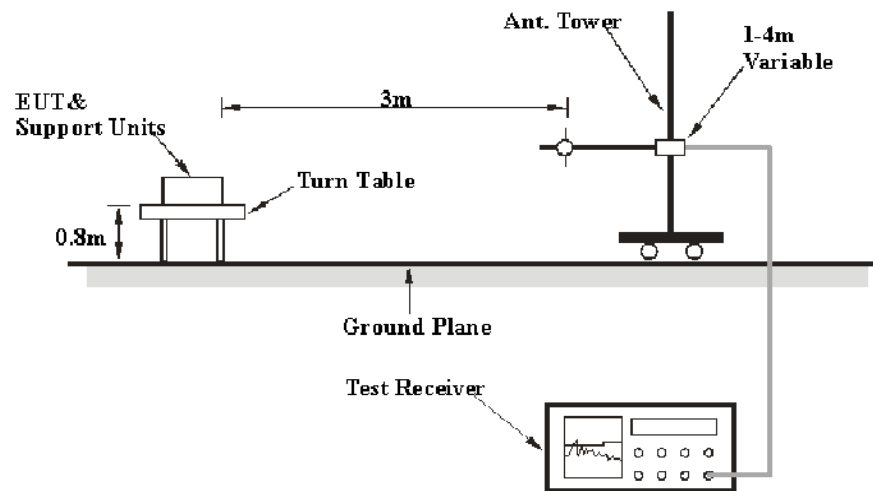 Ant. Tower
1-4m
Variable
3m
EUT&
Support Units
Turn Table
0.8m
Ground Plane
Test Receiver